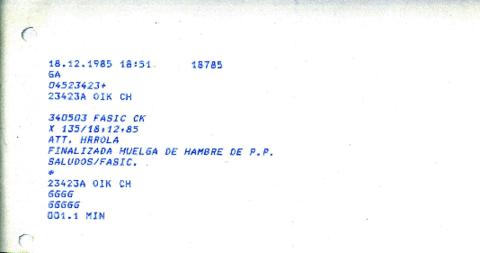 18.12.1985 18:51 18785
GA
04523423+
23423A OIK CH
340503 FASIC CK
X 135/18+12+85
ATT. HRROLA
FINALIZADA HUELGA DE HAMBRE DE P.P.
SALUDOS/FASIC.
*
23423A OIK CH
GGGG
GGGGG
001.1 MIN